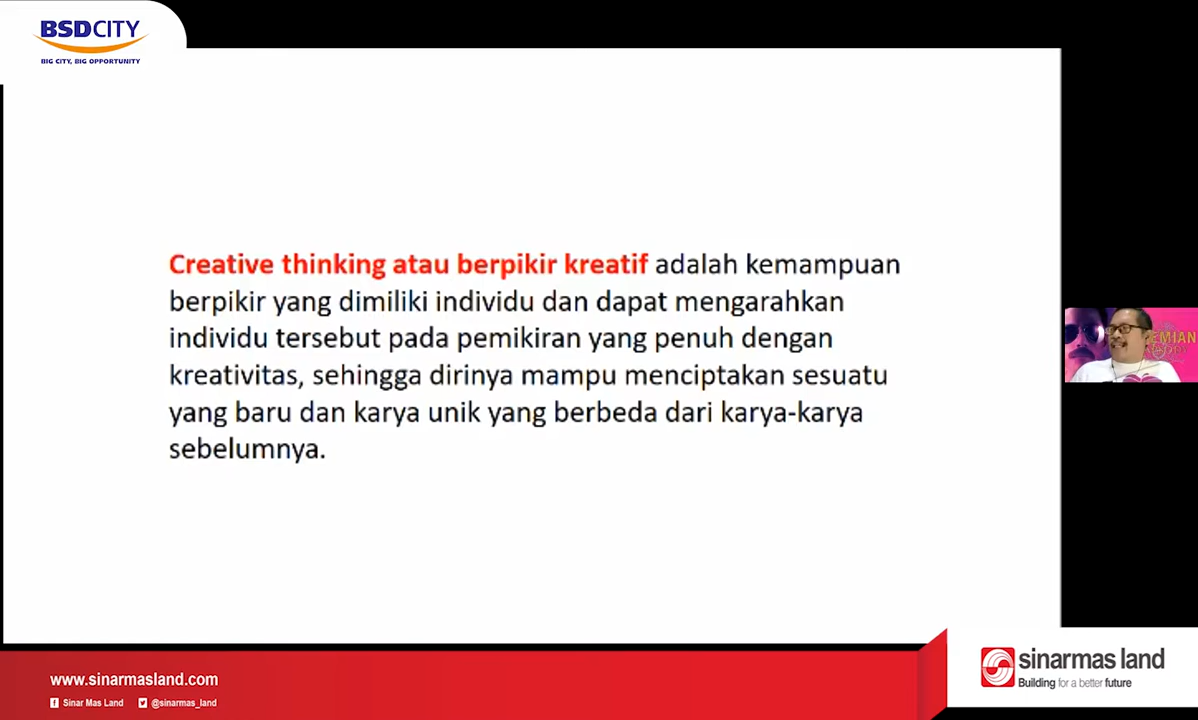 BSDCITY
BIG CITY, BIG OPPORTUNITY
Creative thinking atau berpikir kreatif adalah kemampuan
berpikir yang dimiliki individu dan dapat mengarahkan
individu tersebut pada pemikiran yang penuh dengan
kreativitas, sehingga dirinya mampu menciptakan sesuatu
yang baru dan karya unik yang berbeda dari karya-karya
sebelumnya.
www.sinarmasland.com
Sinar Mas Land @sinarmas_land
sinarmas land
Building for a better future